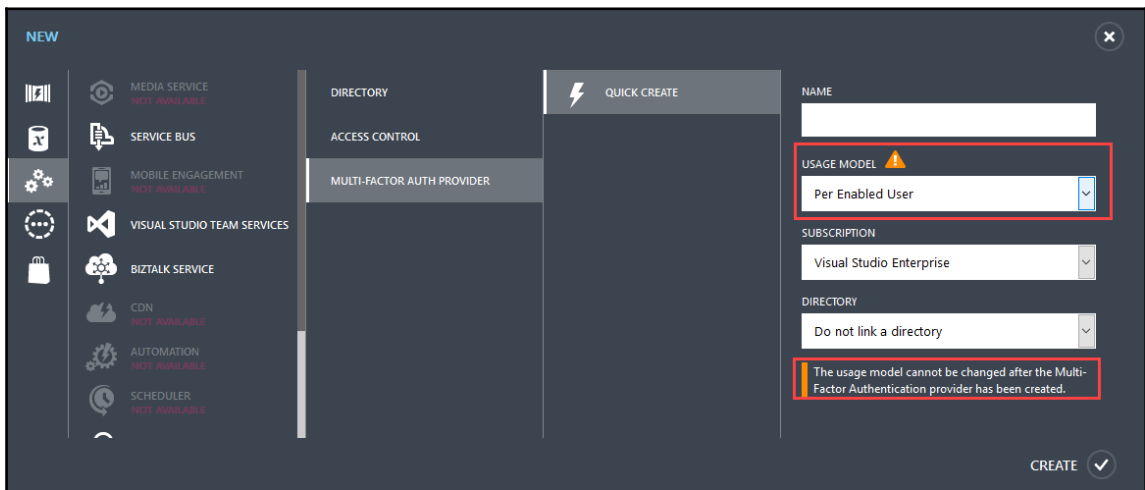 NEW
MEDIA SERVICE
NOT AVAILABLE
SERVICE BUS
MOBILE ENGAGEMENT
NOT AVAILABLE
VISUAL STUDIO TEAM SERVICES
BIZTALK SERVICE
CDN
NOT AVAILABLE
AUTOMATION
NOT AVAILABLE
SCHEDULER
NOT AVAILABLE
DIRECTORY
ACCESS CONTROL
MULTI-FACTOR AUTH PROVIDER
QUICK CREATE
NAME
USAGE MODEL
Per Enabled User
SUBSCRIPTION
Visual Studio Enterprise
DIRECTORY
Do not link a directory
The usage model cannot be changed after the Multi-
Factor Authentication provider has been created.
CREATE